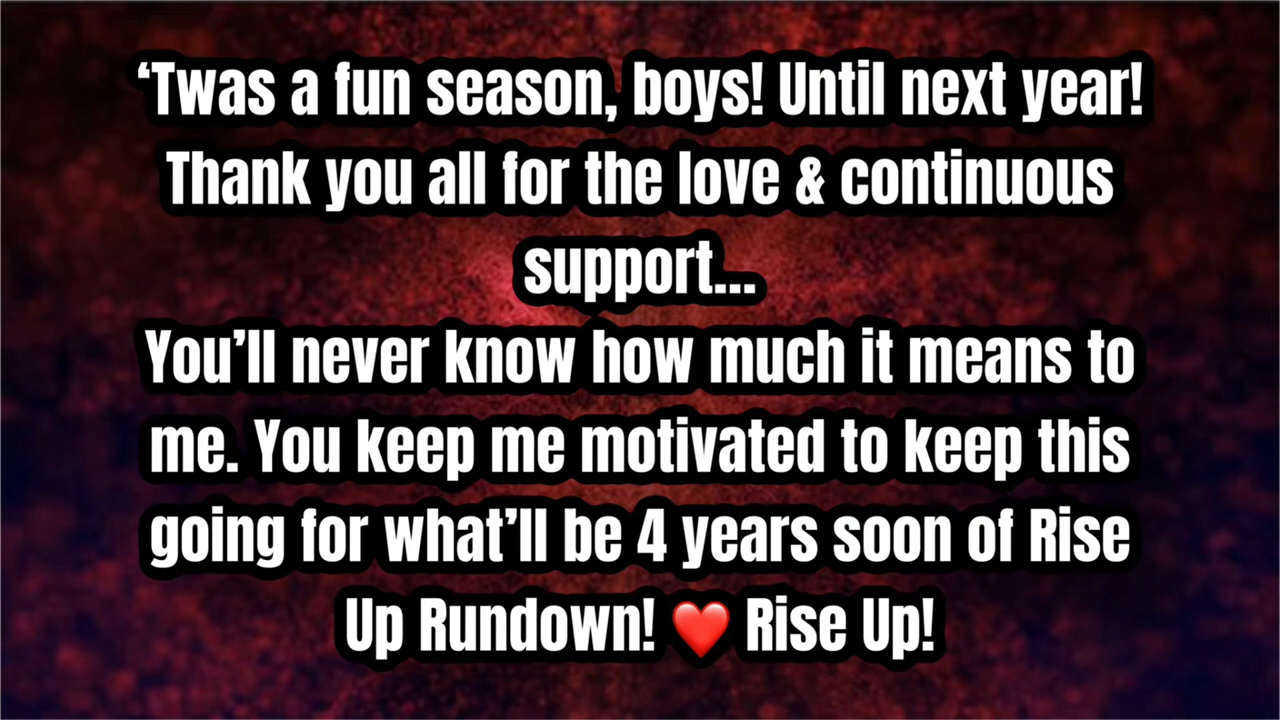 ‘Twas a fun season, boys! Until next year!
Thank you all for the love & continuous
support...
You’ll never know how much it means to
me. You keep me motivated to keep this
going for what’ll be 4 years soon of Rise
Up Rundown! ❤️ Rise Up!